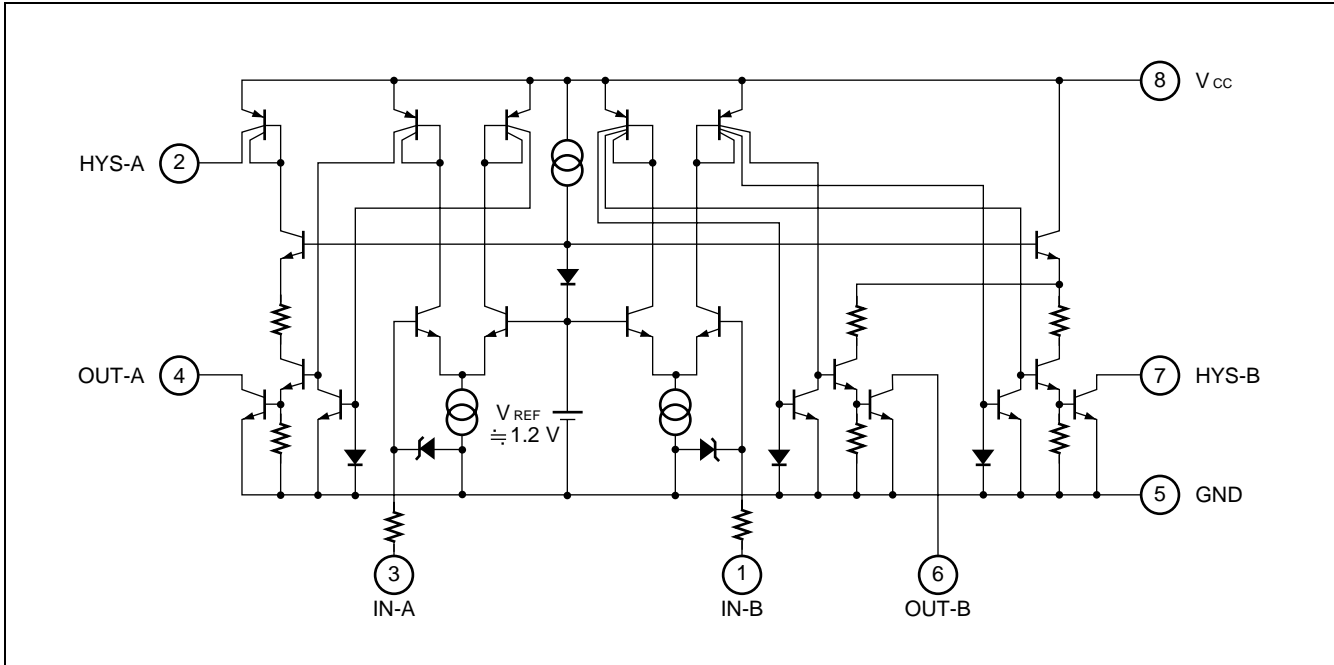 8 VCC
HYS-A 2
OUT-A 4
7 HYS-B
VREF
≒1.2 V
5 GND
3
IN-A
1
IN-B
6
OUT-B